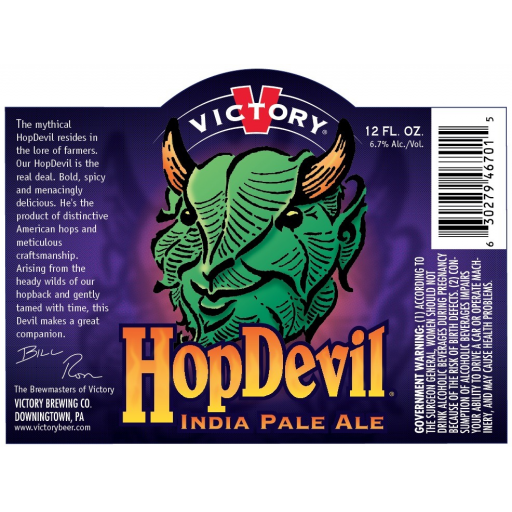 VICTORY®
The mythical
HopDevil resides in
the lore of farmers.
Our HopDevil is the
real deal. Bold, spicy
and menacingly
delicious. He's the
product of distinctive
American hops and
meticulous
craftsmanship.
Arising from the
heady wilds of our
hopback and gently
tamed with time, this
Devil makes a great
companion.
Bill
Ron
The Brewmasters of Victory
VICTORY BREWING CO.
DOWNINGTOWN, PA
www.victorybeer.com
HopDevil®
INDIA PALE ALE
12 FL. OZ.
6.7% Alc./Vol.
6 30279 46701 5
GOVERNMENT WARNING: (1) ACCORDING TO
THE SURGEON GENERAL, WOMEN SHOULD NOT
DRINK ALCOHOLIC BEVERAGES DURING PREGNANCY
BECAUSE OF THE RISK OF BIRTH DEFECTS. (2) CON-
SUMPTION OF ALCOHOLIC BEVERAGES IMPAIRS
YOUR ABILITY TO DRIVE A CAR OR OPERATE MACH-
INERY, AND MAY CAUSE HEALTH PROBLEMS.